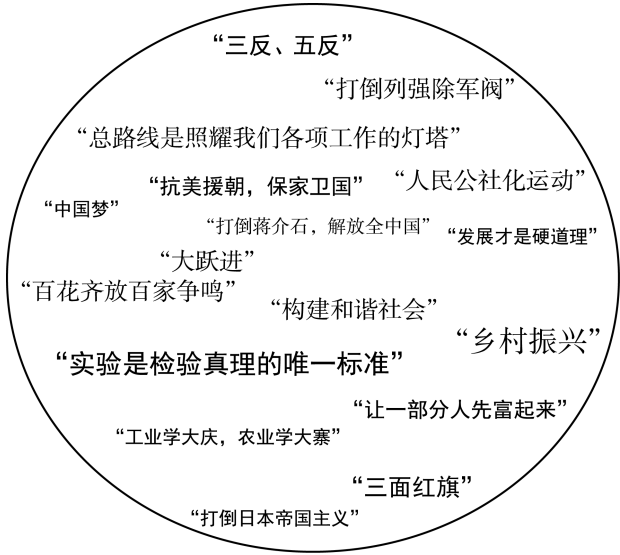 “三反、五反”
“打倒列强除军阀”
“总路线是照耀我们各项工作的灯塔”
“抗美援朝，保家卫国”
“人民公社化运动”
“中国梦”
“打倒蒋介石，解放全中国”
“发展才是硬道理”
“大跃进”
“百花齐放百家争鸣”
“构建和谐社会”
“乡村振兴”
“实验是检验真理的唯一标准”
“让一部分人先富起来”
“工业学大庆，农业学大寨”
“三面红旗”
“打倒日本帝国主义”